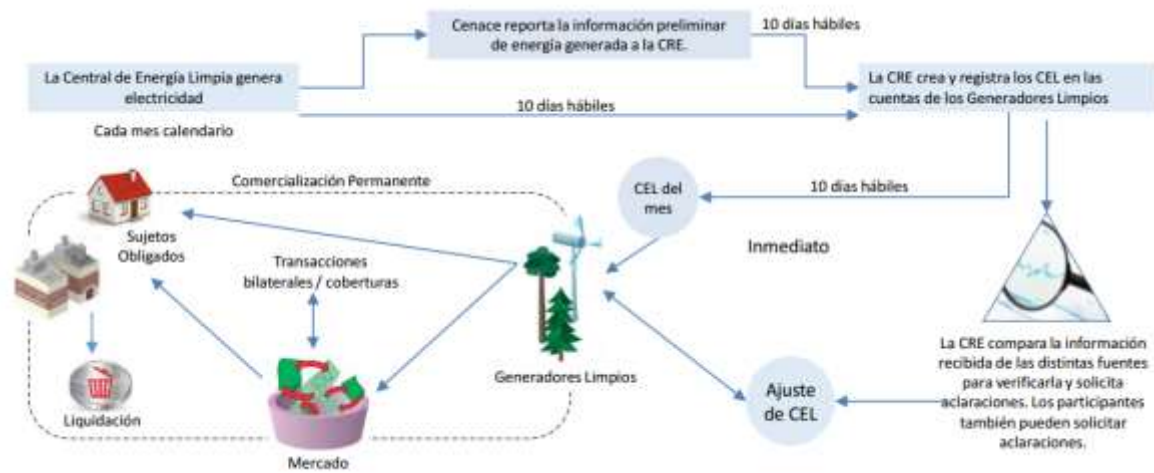 Cenace reporta la información preliminar
de energía generada a la CRE.
10 días hábiles
La Central de Energía Limpia genera
electricidad
La CRE crea y registra los CEL en las
cuentas de los Generadores Limpios
10 días hábiles
Cada mes calendario
Comercialización Permanente
CEL del
mes
10 días hábiles
Sujetos
Obligados
Inmediato
Transacciones
bilaterales / coberturas
Generadores Limpios
La CRE compara la información
recibida de las distintas fuentes
para verificarla y solicita
aclaraciones. Los participantes
también pueden solicitar
aclaraciones.
Ajuste
de CEL
Liquidación
Mercado